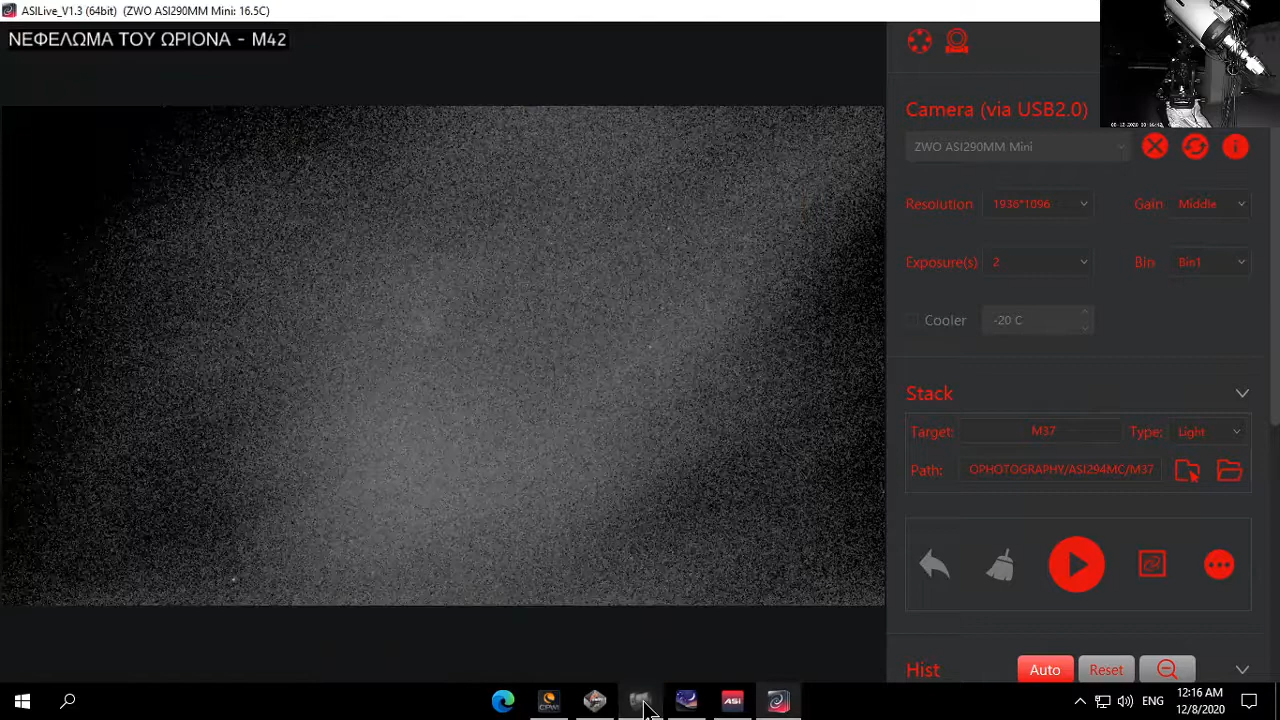 ASILive_V1.3 (64bit) (ZWO ASI290MM Mini: 16.5C)
ΝΕΦΕΛΩΜΑ ΤΟΥ ΩΡΙΟΝΑ - M42
Camera (via USB2.0)
ZWO ASI290MM Mini
Resolution 1936*1096 Gain Middle
Exposure(s) 2 Bin Bin1
Cooler -20 C
Stack
Target: M37 Type: Light
Path: OPHOTOGRAPHY/ASI294MC/M37
Hist Auto Reset
CPWI
ASI
ENG
12:16 AM
12/8/2020